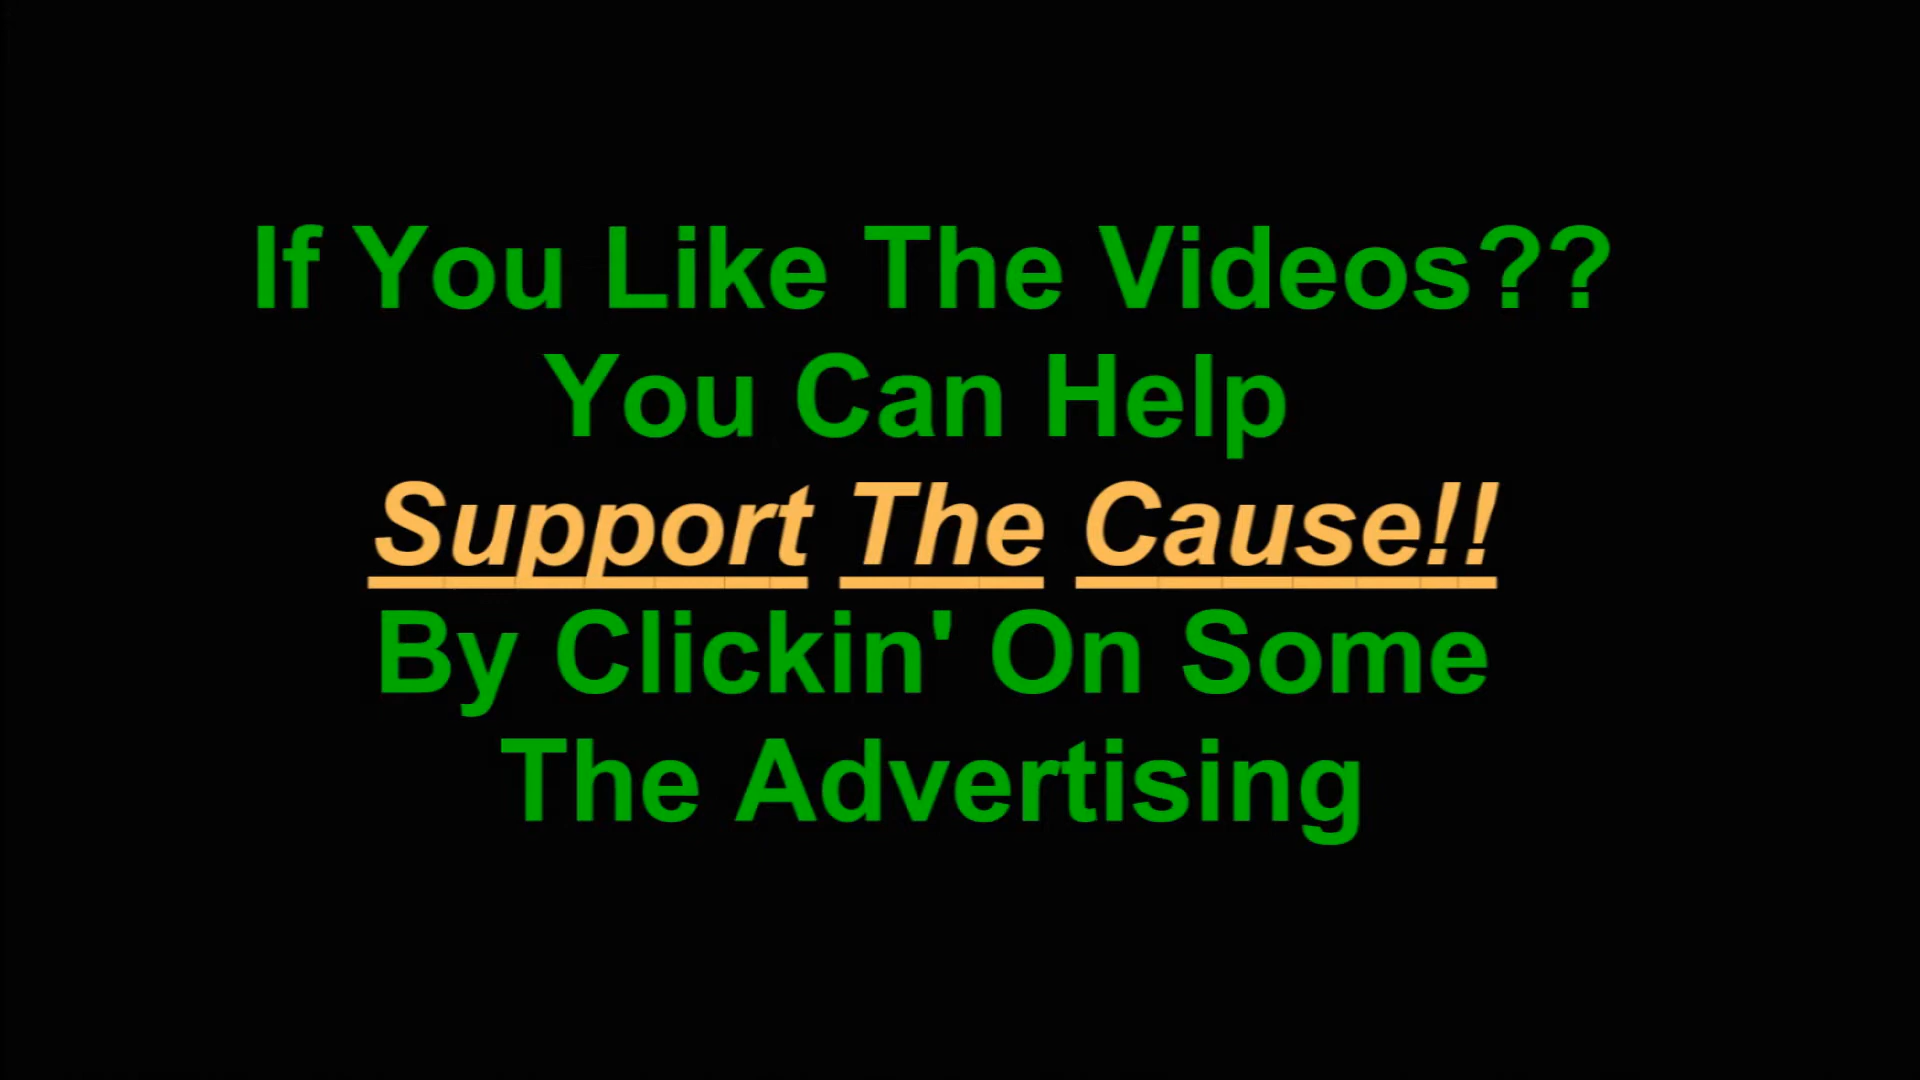 If You Like The Videos??
You Can Help
Support The Cause!!
By Clickin' On Some
The Advertising